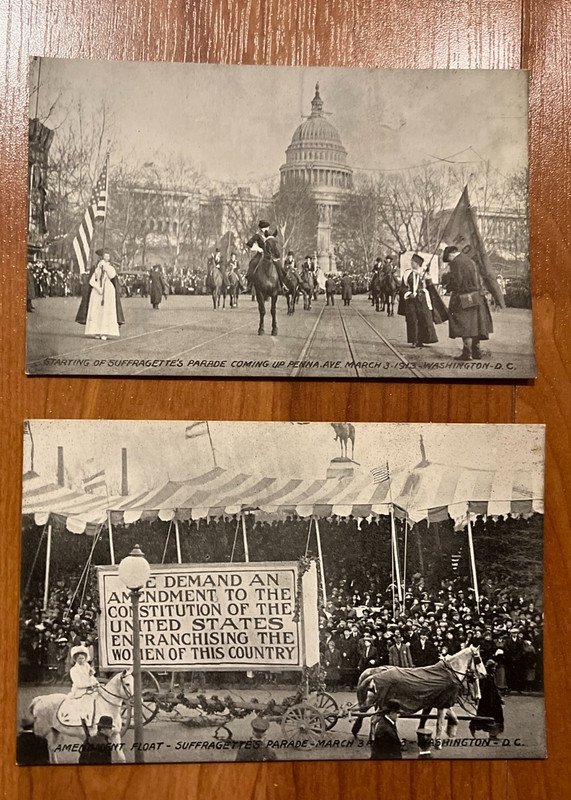 STARTING OF SUFFRAGETTE'S PARADE COMING UP PENNA. AVE MARCH 3-1913-WASHINGTON-D.C.
WE DEMAND AN
AMENDMENT TO THE
CONSTITUTION OF THE
UNITED STATES
ENFRANCHISING THE
WOMEN OF THIS COUNTRY
AMENDMENT FLOAT - SUFFRAGETTE'S PARADE - MARCH 3 WASHINGTON - D.C.